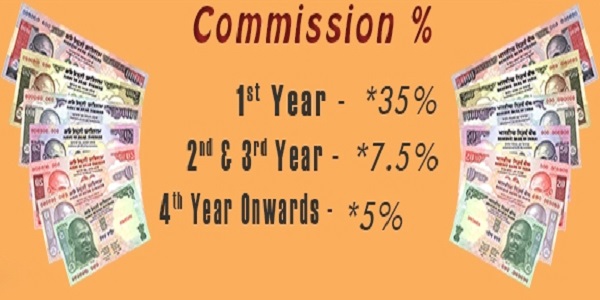 Commission %
1st Year - *35%
2nd & 3rd Year - *7.5%
4th Year Onwards - *5%